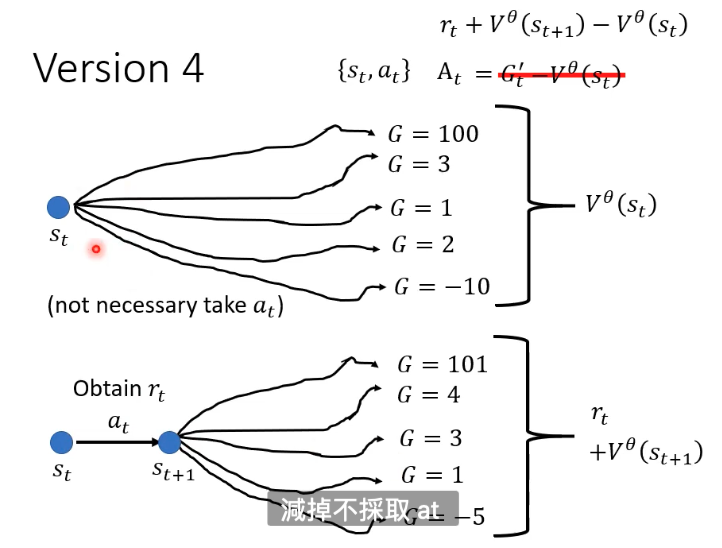 $r_t + V^\theta(s_{t+1}) - V^\theta(s_t)$
Version 4
$\{s_t, a_t\}$ $A_t = G'_t - V^\theta(s_t)$
$G = 100$
$G = 3$
$G = 1$
$V^\theta(s_t)$
$s_t$
$G = 2$
$G = -10$
(not necessary take $a_t$)
$G = 101$
Obtain $r_t$
$G = 4$
$a_t$
$r_t$
$G = 3$
$+V^\theta(s_{t+1})$
$s_t$
$s_{t+1}$
$G = 1$
$G = -5$
減掉不採取 at